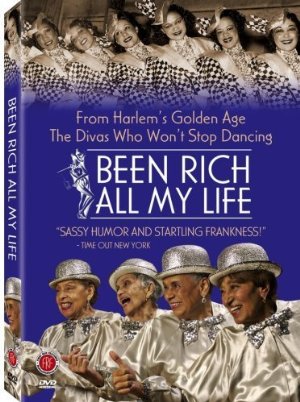 From Harlem's Golden Age
The Divas Who Won't Stop Dancing
BEEN RICH
ALL MY LIFE
"SASSY HUMOR AND STARTLING FRANKNESS!"
- TIME OUT NEW YORK
BEEN RICH ALL MY LIFE
FRF
DVD